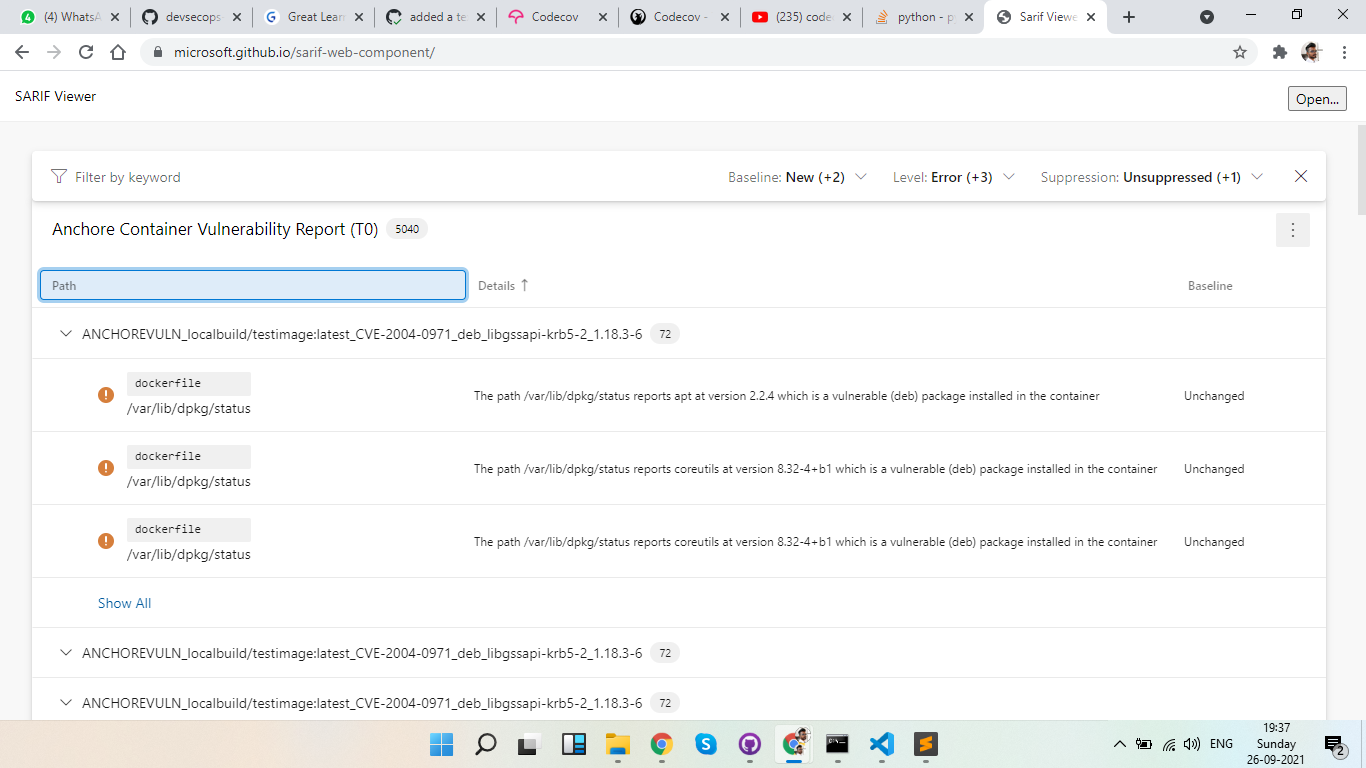 (4) WhatsA
devsecops
Great Lear
added a te
Codecov
Codecov -
(235) code
python - p
Sarif Viewe
microsoft.github.io/sarif-web-component/
SARIF Viewer
Open...
Filter by keyword
Baseline: New (+2)
Level: Error (+3)
Suppression: Unsuppressed (+1)
Anchore Container Vulnerability Report (T0) 5040
Path
Details ↑
Baseline
ANCHOREVULN_localbuild/testimage:latest_CVE-2004-0971_deb_libgssapi-krb5-2_1.18.3-6 72
dockerfile
/var/lib/dpkg/status
The path /var/lib/dpkg/status reports apt at version 2.2.4 which is a vulnerable (deb) package installed in the container
Unchanged
dockerfile
/var/lib/dpkg/status
The path /var/lib/dpkg/status reports coreutils at version 8.32-4+b1 which is a vulnerable (deb) package installed in the container
Unchanged
dockerfile
/var/lib/dpkg/status
The path /var/lib/dpkg/status reports coreutils at version 8.32-4+b1 which is a vulnerable (deb) package installed in the container
Unchanged
Show All
ANCHOREVULN_localbuild/testimage:latest_CVE-2004-0971_deb_libgssapi-krb5-2_1.18.3-6 72
ANCHOREVULN_localbuild/testimage:latest_CVE-2004-0971_deb_libgssapi-krb5-2_1.18.3-6 72
ENG
19:37
Sunday
26-09-2021
2